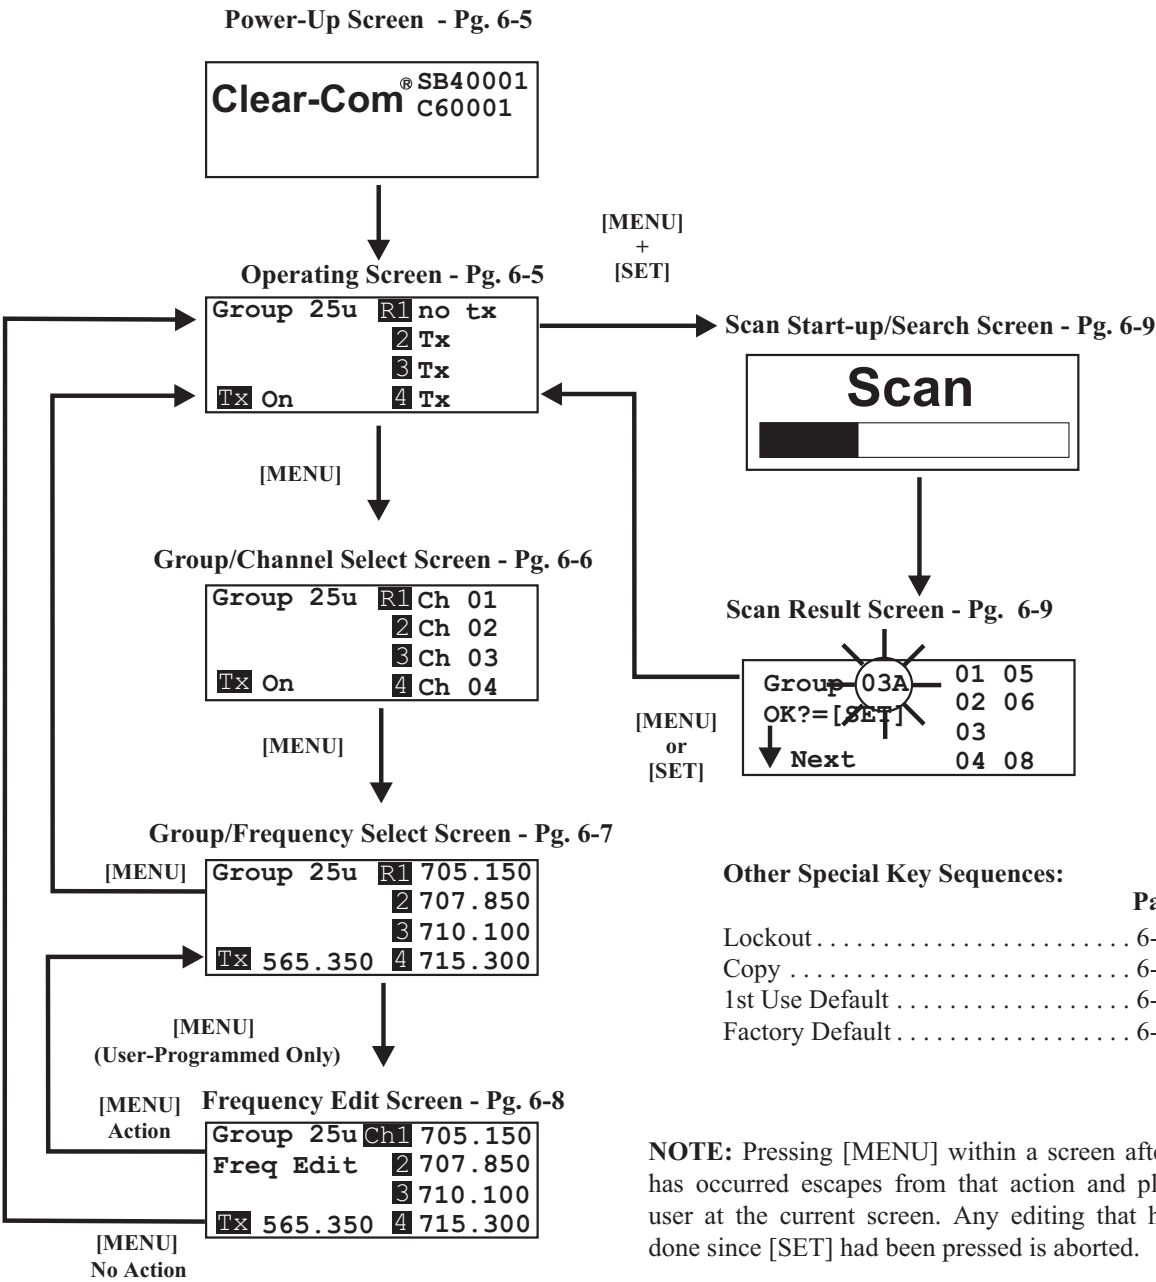 Power-Up Screen - Pg. 6-5
Clear-Com® SB40001
C60001
[MENU]
+
[SET]
Operating Screen - Pg. 6-5
Group 25u R1 no tx
2 Tx
3 Tx
Tx On 4 Tx
Scan Start-up/Search Screen - Pg. 6-9
Scan
[MENU]
Group/Channel Select Screen - Pg. 6-6
Group 25u R1 Ch 01
2 Ch 02
3 Ch 03
Tx On 4 Ch 04
Scan Result Screen - Pg. 6-9
Group 03A 01 05
OK?=[SET] 02 06
03
Next 04 08
[MENU]
or
[SET]
[MENU]
Group/Frequency Select Screen - Pg. 6-7
[MENU]
Group 25u R1 705.150
2 707.850
3 710.100
Tx 565.350 4 715.300
[MENU]
(User-Programmed Only)
Frequency Edit Screen - Pg. 6-8
[MENU]
Action
Group 25u Ch1 705.150
Freq Edit 2 707.850
3 710.100
Tx 565.350 4 715.300
[MENU]
No Action
Other Special Key Sequences:
Lockout . . . . . . . . . . . . . . . . . . . . . . . . 6-
Copy . . . . . . . . . . . . . . . . . . . . . . . . . . 6-
1st Use Default . . . . . . . . . . . . . . . . . . 6-
Factory Default . . . . . . . . . . . . . . . . . . 6-
NOTE: Pressing [MENU] within a screen
has occurred escapes from that action and
user at the current screen. Any editing that
done since [SET] had been pressed is aborted.